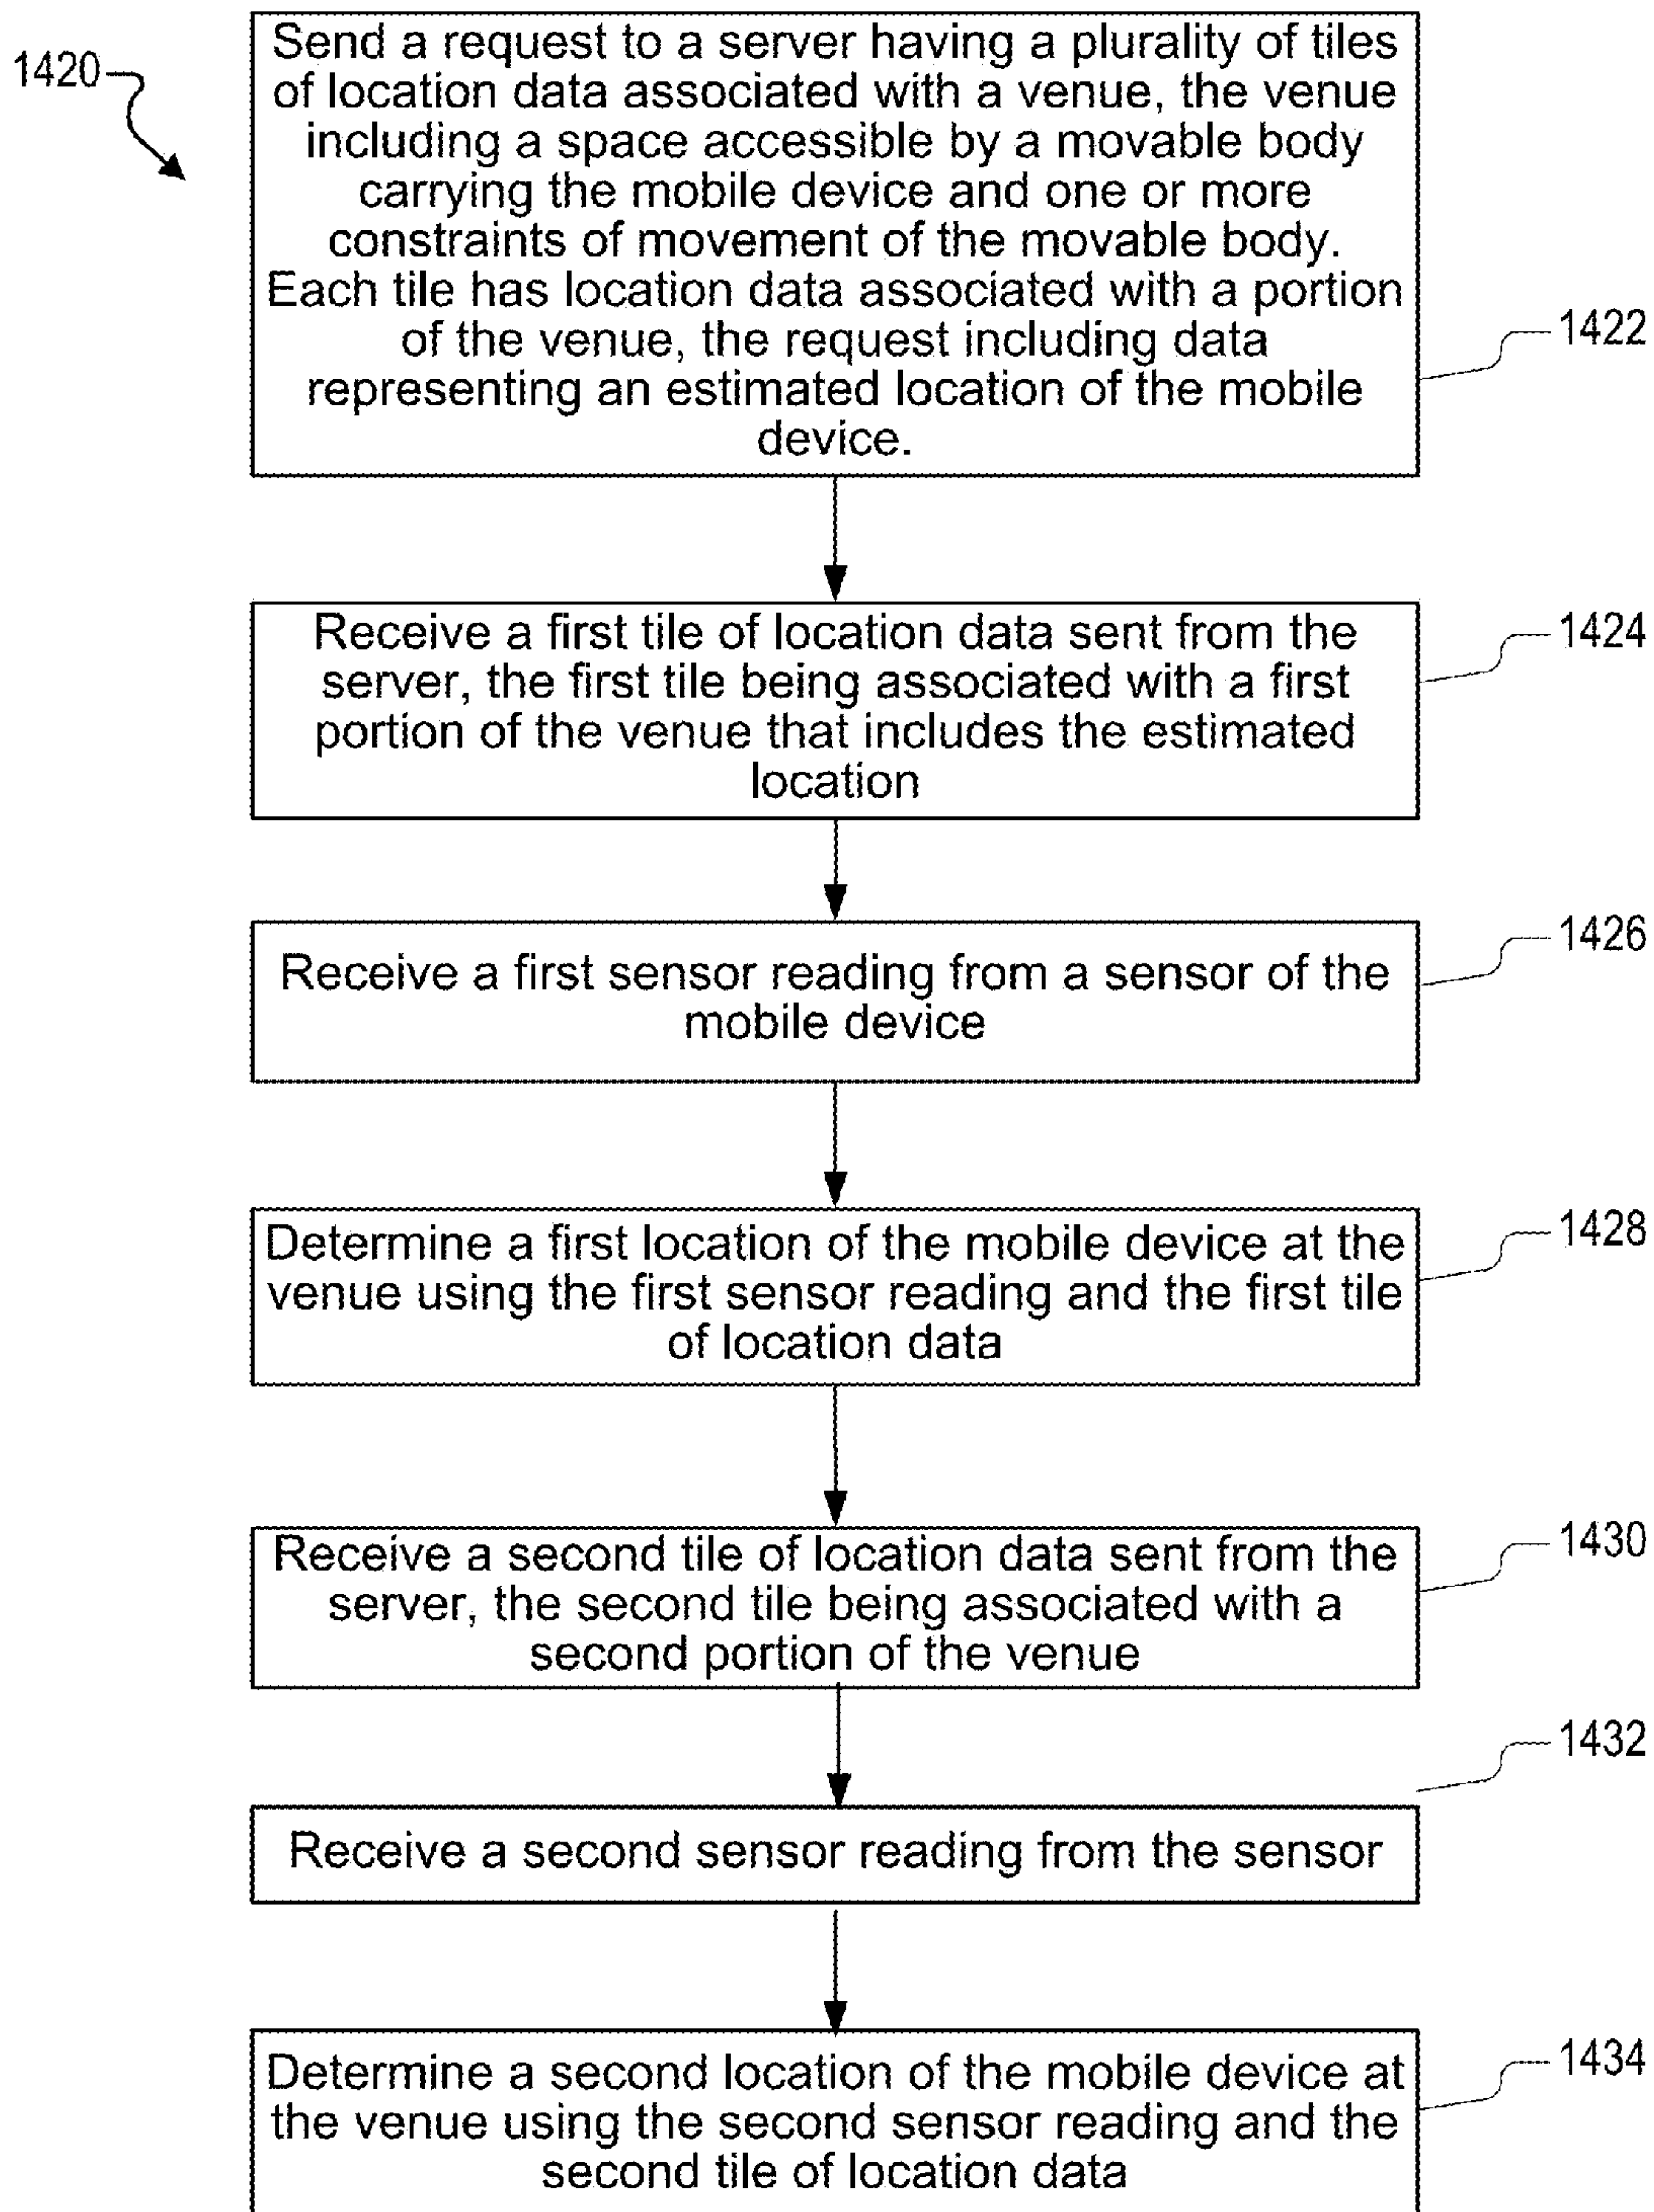 1420
Send a request to a server having a plurality of tiles
of location data associated with a venue, the venue
including a space accessible by a movable body
carrying the mobile device and one or more
constraints of movement of the movable body.
Each tile has location data associated with a portion
of the venue, the request including data
representing an estimated location of the mobile
device.
1422
Receive a first tile of location data sent from the
server, the first tile being associated with a first
portion of the venue that includes the estimated
location
1424
Receive a first sensor reading from a sensor of the
mobile device
1426
Determine a first location of the mobile device at the
venue using the first sensor reading and the first tile
of location data
1428
Receive a second tile of location data sent from the
server, the second tile being associated with a
second portion of the venue
1430
Receive a second sensor reading from the sensor
1432
Determine a second location of the mobile device at
the venue using the second sensor reading and the
second tile of location data
1434